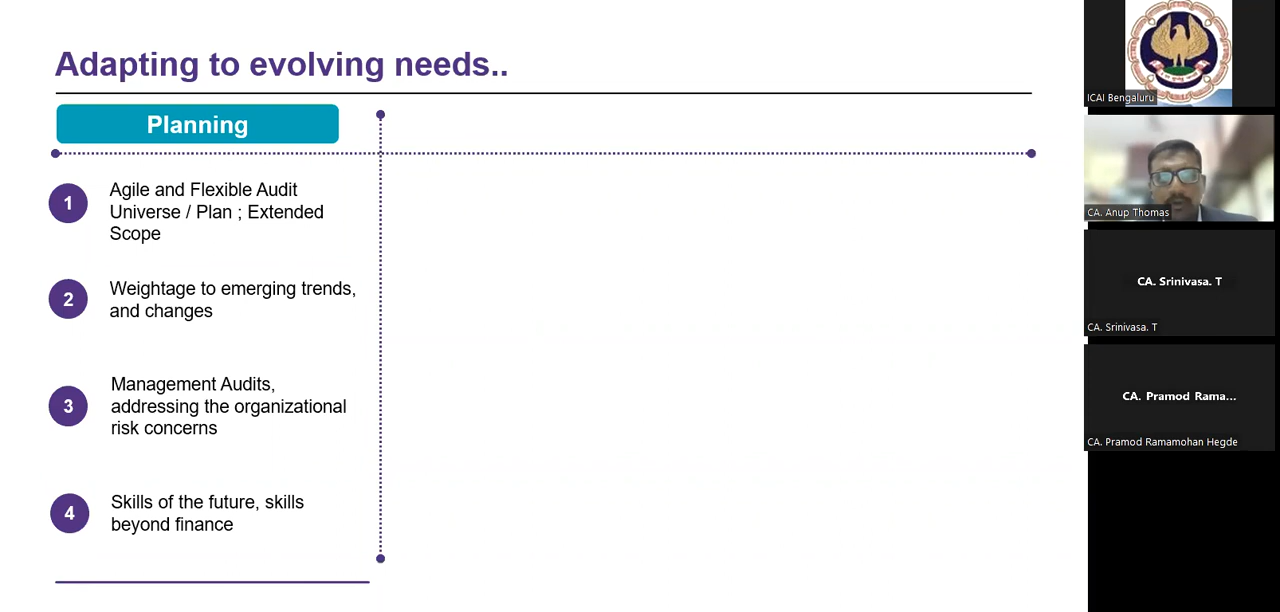 Adapting to evolving needs..
Planning
1
Agile and Flexible Audit
Universe / Plan ; Extended
Scope
2
Weightage to emerging trends,
and changes
3
Management Audits,
addressing the organizational
risk concerns
4
Skills of the future, skills
beyond finance
ICAI Bengaluru
CA. Anup Thomas
CA. Srinivasa. T
CA. Srinivasa. T
CA. Pramod Rama...
CA. Pramod Ramamohan Hegde